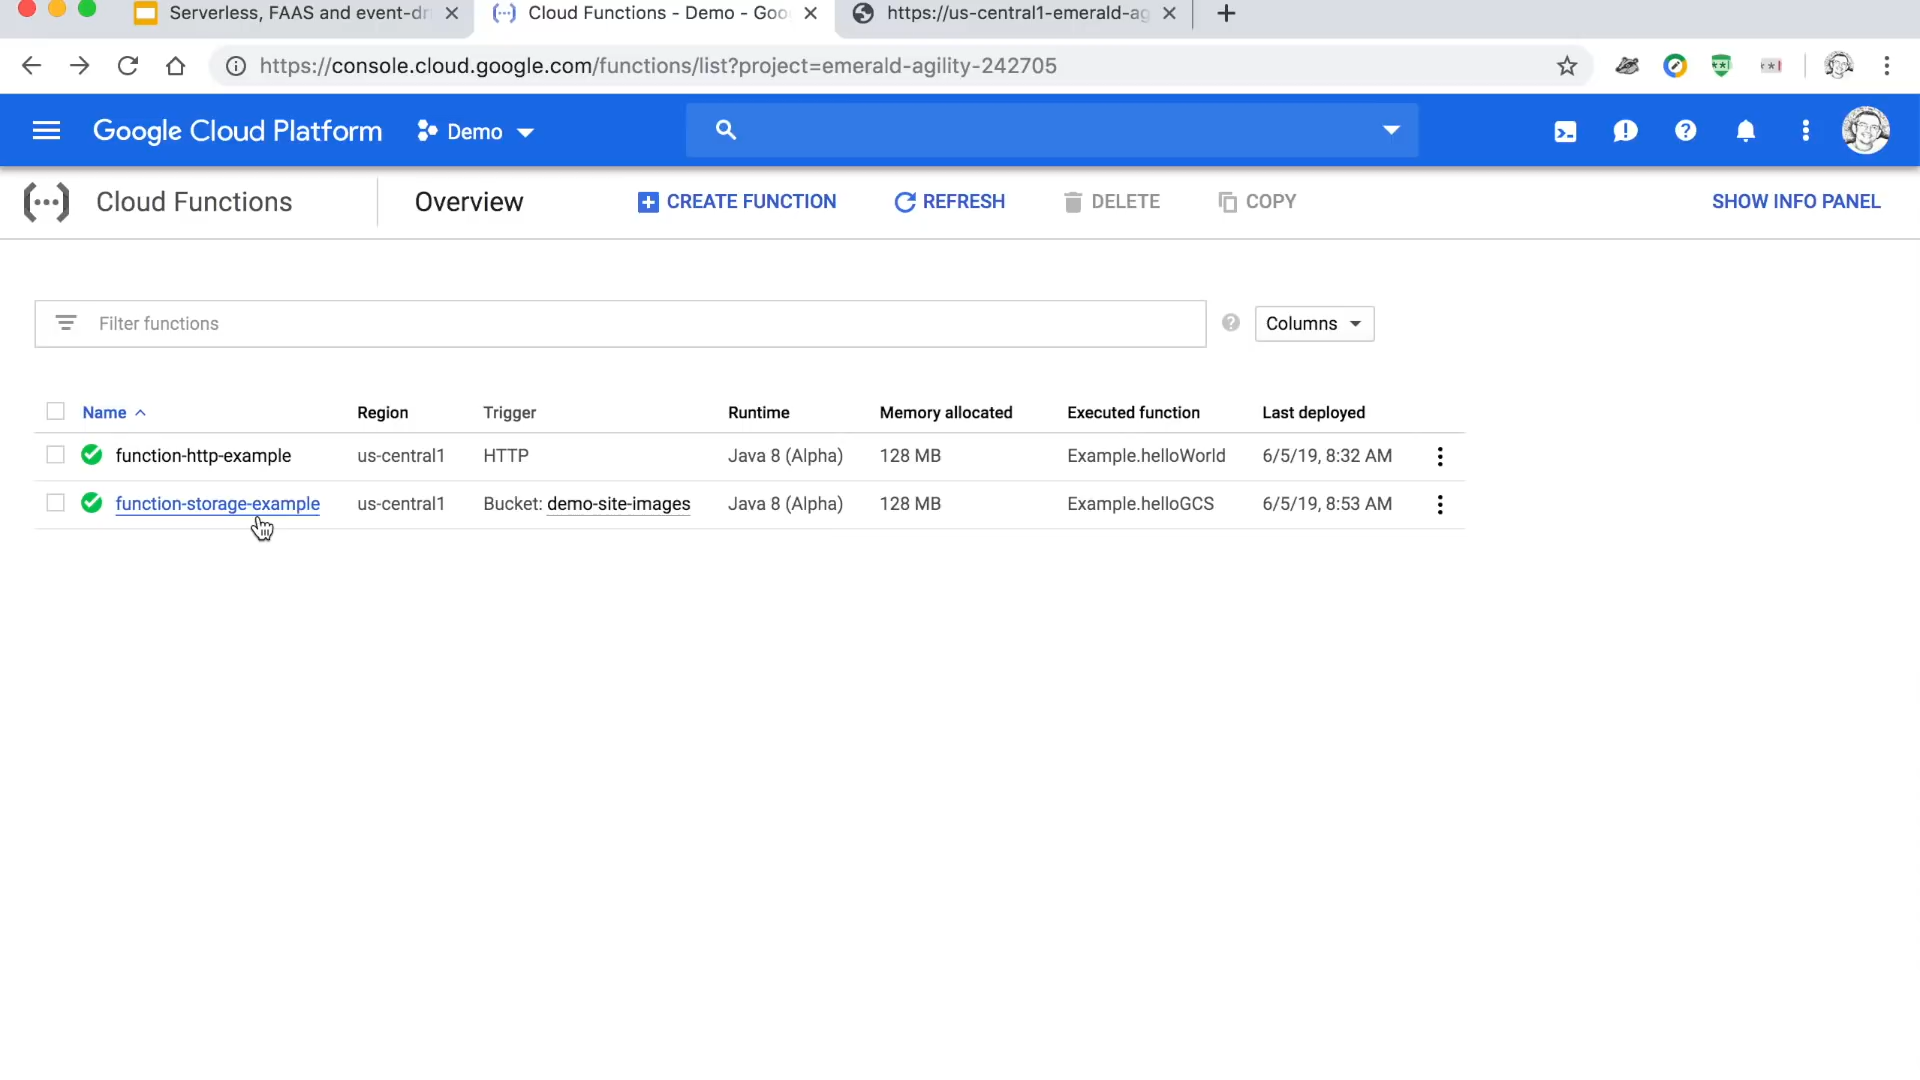 Serverless, FAAS and event-dr
Cloud Functions - Demo - Goo
https://us-central1-emerald-ag
https://console.cloud.google.com/functions/list?project=emerald-agility-242705
Google Cloud Platform
Demo
Cloud Functions
Overview
CREATE FUNCTION
REFRESH
DELETE
COPY
SHOW INFO PANEL
Filter functions
Columns
Name Region Trigger Runtime Memory allocated Executed function Last deployed
function-http-example us-central1 HTTP Java 8 (Alpha) 128 MB Example.helloWorld 6/5/19, 8:32 AM
function-storage-example us-central1 Bucket: demo-site-images Java 8 (Alpha) 128 MB Example.helloGCS 6/5/19, 8:53 AM